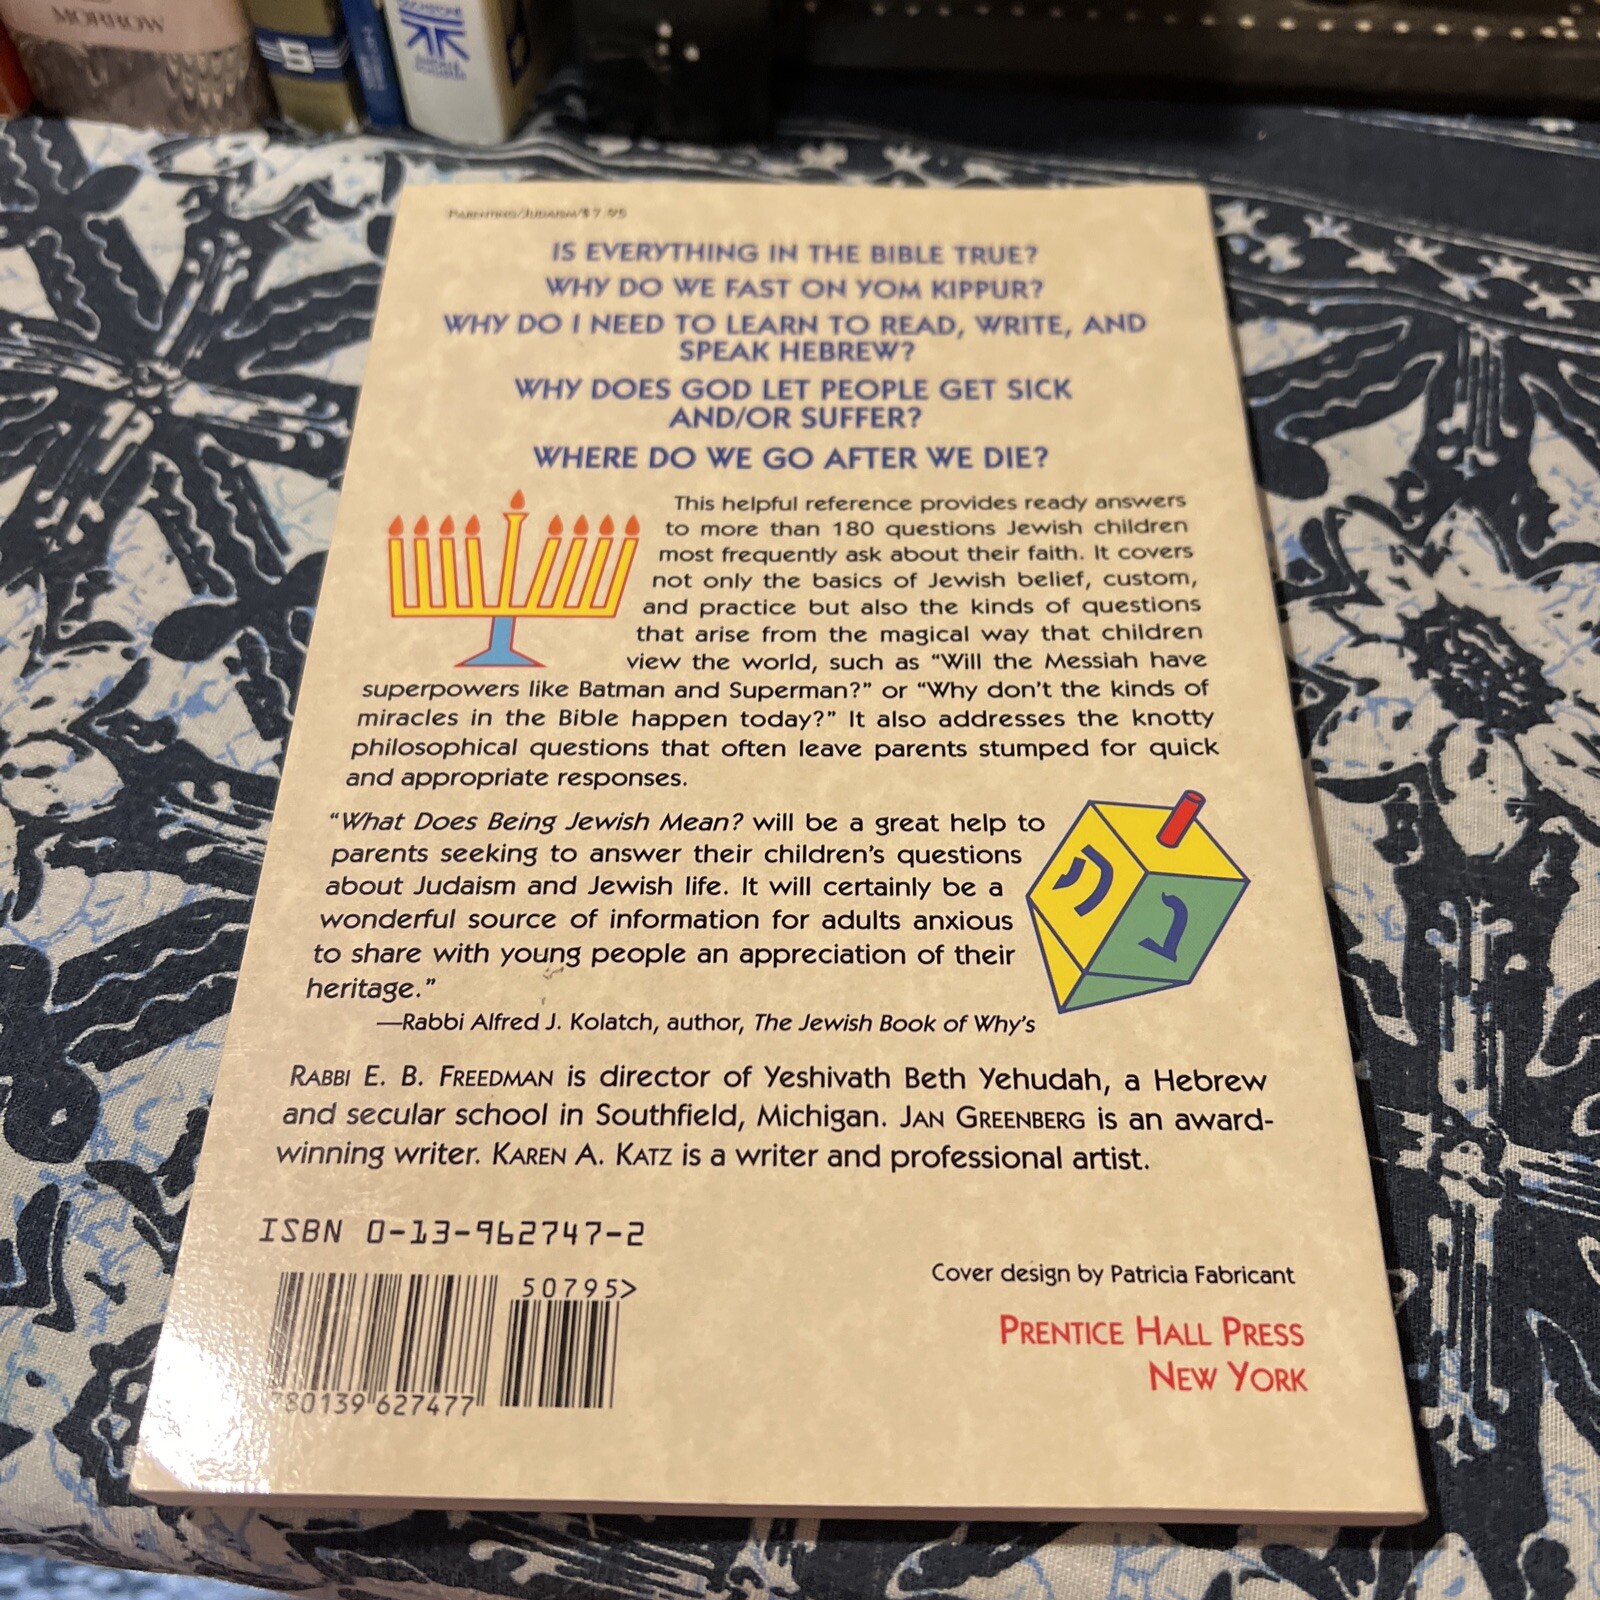 MORROW
S
PARENTING/JUDAISM/$7.95
IS EVERYTHING IN THE BIBLE TRUE?
WHY DO WE FAST ON YOM KIPPUR?
WHY DO I NEED TO LEARN TO READ, WRITE, AND
SPEAK HEBREW?
WHY DOES GOD LET PEOPLE GET SICK
AND/OR SUFFER?
WHERE DO WE GO AFTER WE DIE?
This helpful reference provides ready answers
to more than 180 questions Jewish children
most frequently ask about their faith. It covers
not only the basics of Jewish belief, custom,
and practice but also the kinds of questions
that arise from the magical way that children
view the world, such as “Will the Messiah have
superpowers like Batman and Superman?” or “Why don’t the kinds of
miracles in the Bible happen today?” It also addresses the knotty
philosophical questions that often leave parents stumped for quick
and appropriate responses.
“What Does Being Jewish Mean? will be a great help to
parents seeking to answer their children’s questions
about Judaism and Jewish life. It will certainly be a
wonderful source of information for adults anxious
to share with young people an appreciation of their
heritage.”
—Rabbi Alfred J. Kolatch, author, The Jewish Book of Why’s
נ
RABBI E. B. FREEDMAN is director of Yeshivath Beth Yehudah, a Hebrew
and secular school in Southfield, Michigan. JAN GREENBERG is an award-
winning writer. KAREN A. KATZ is a writer and professional artist.
ISBN 0-13-962747-2
50795>
780139 627477
Cover design by Patricia Fabricant
PRENTICE HALL PRESS
NEW YORK